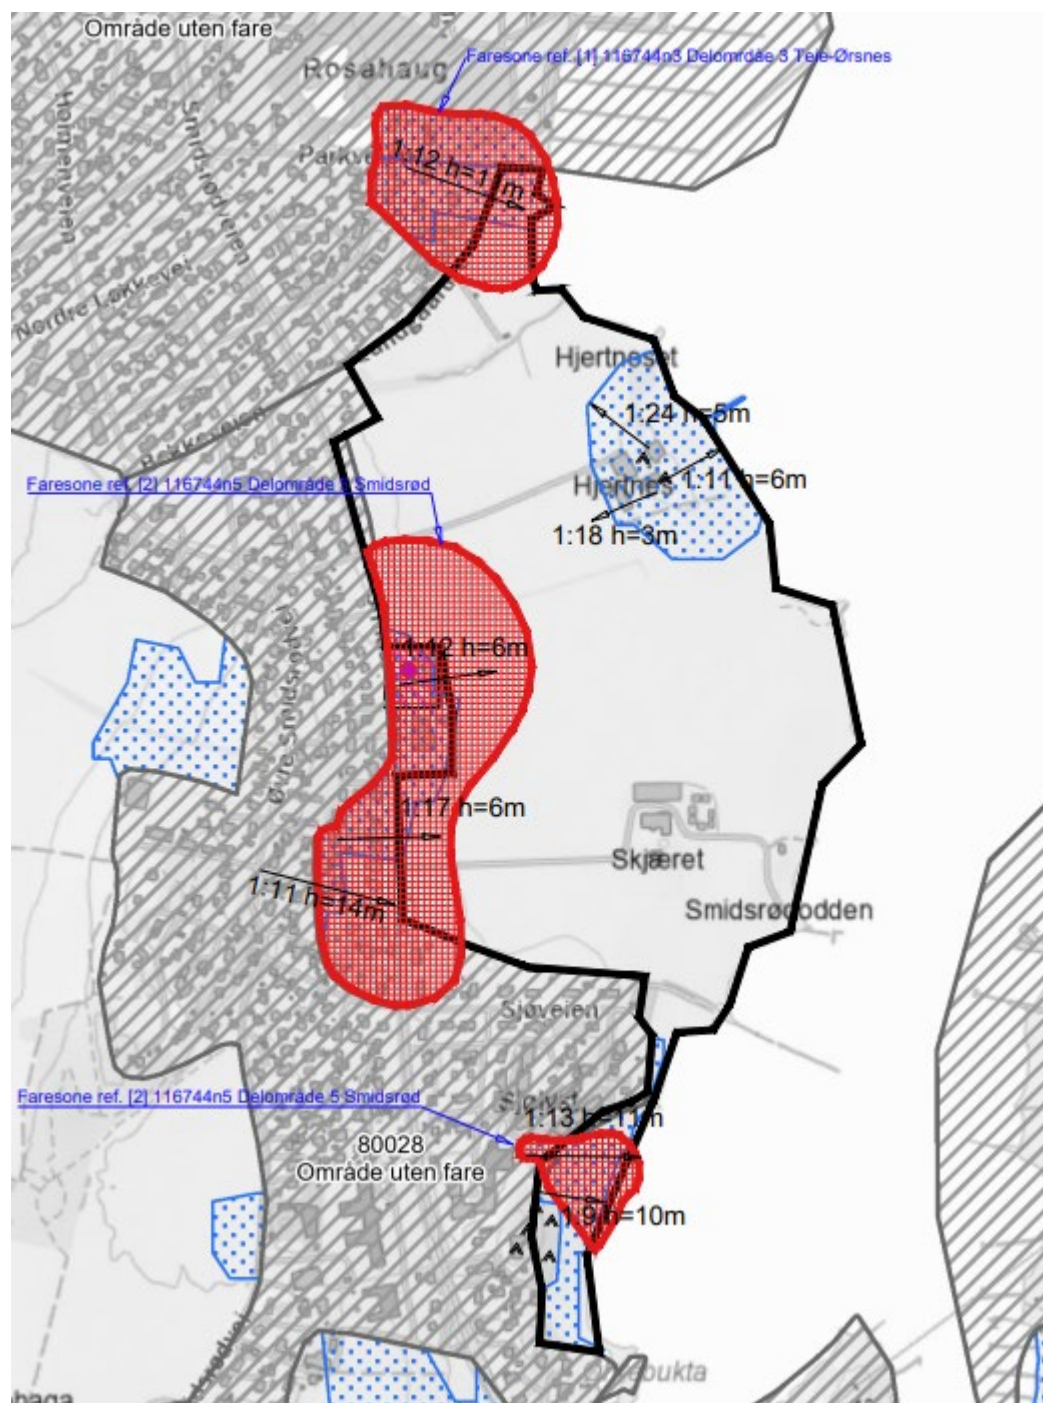 Område uten fare
Faresone ref. [1] 116744n3 Delområde 3 Teie-Ørsnes
Rosahaug
Hørnenveien
Smidsrødveien
1:12 h=1 m
Nordre Løkkevei
Hjertneset
1:24 h=5m
Bekkeveien
Faresone ref. [2] 116744n5 Delområde 5 Smidsrød
Hjertnes
1:11 h=6m
1:18 h=3m
Øvre Smidsrødvei
1:12 h=6m
1:17 h=6m
Skjæret
1:11 h=14m
Smidsrødodden
Sjøveien
Faresone ref. [2] 116744n5 Delområde 5 Smidsrød
1:13 h=11m
80028
Område uten fare
1:9 h=10m